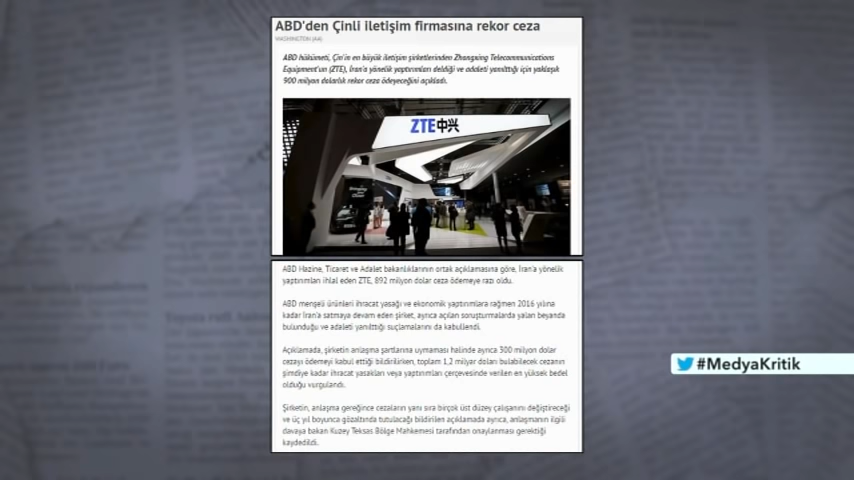 ABD'den Çinli iletişim firmasına rekor ceza
WASHINGTON (AA)
ABD hükümeti, Çin'in en büyük iletişim şirketlerinden Zhongxing Telecommunications
Equipment'un (ZTE), İran'a yönelik yaptırımları deldiği ve adaleti yanılttığı için yaklaşık
900 milyon dolarlık rekor ceza ödeyeceğini açıkladı.
ZTE中兴
ABD Hazine, Ticaret ve Adalet bakanlıklarının ortak açıklamasına göre, İran'a yönelik
yaptırımları ihlal eden ZTE, 892 milyon dolar ceza ödemeye razı oldu.
ABD menşeli ürünleri ihracat yasağı ve ekonomik yaptırımlara rağmen 2016 yılına
kadar İran'a satmaya devam eden şirket, ayrıca açılan soruşturmalarda yalan beyanda
bulunduğu ve adaleti yanılttığı suçlamalarını da kabullendi.
Açıklamada, şirketin anlaşma şartlarına uymaması halinde ayrıca 300 milyon dolar
cezayı ödemeyi kabul ettiği bildirilirken, toplam 1,2 milyar doları bulabilecek cezanın
şimdiye kadar ihracat yasakları veya yaptırımları çerçevesinde verilen en yüksek bedel
olduğu vurgulandı.
Şirketin, anlaşma gereğince cezaların yanı sıra birçok üst düzey çalışanını değiştireceği
ve üç yıl boyunca gözaltında tutulacağı bildirilen açıklamada ayrıca, anlaşmanın ilgili
davaya bakan Kuzey Teksas Bölge Mahkemesi tarafından onaylanması gerektiği
kaydedildi.
#MedyaKritik